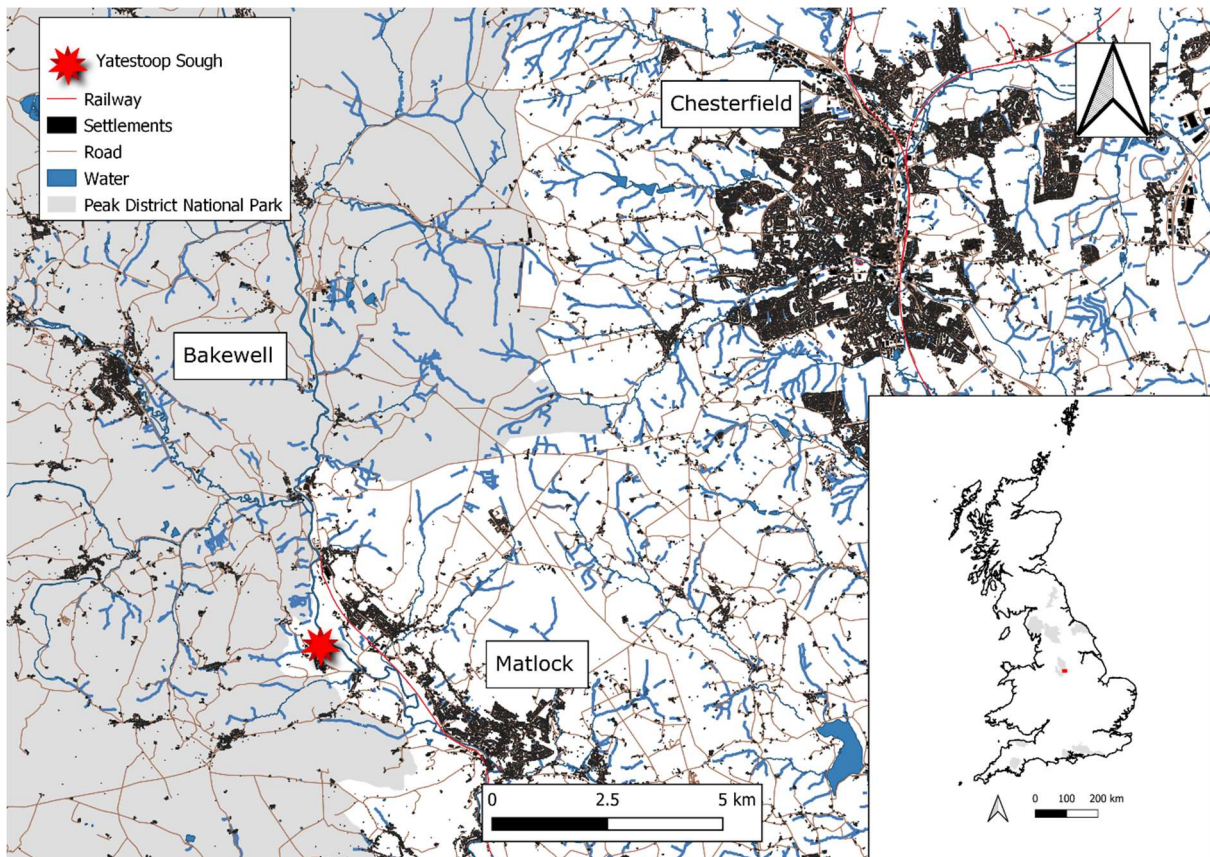 Yatestoop Sough
Railway
Settlements
Road
Water
Peak District National Park
Chesterfield
Bakewell
Matlock
0 2.5 5 km
0 100 200 km